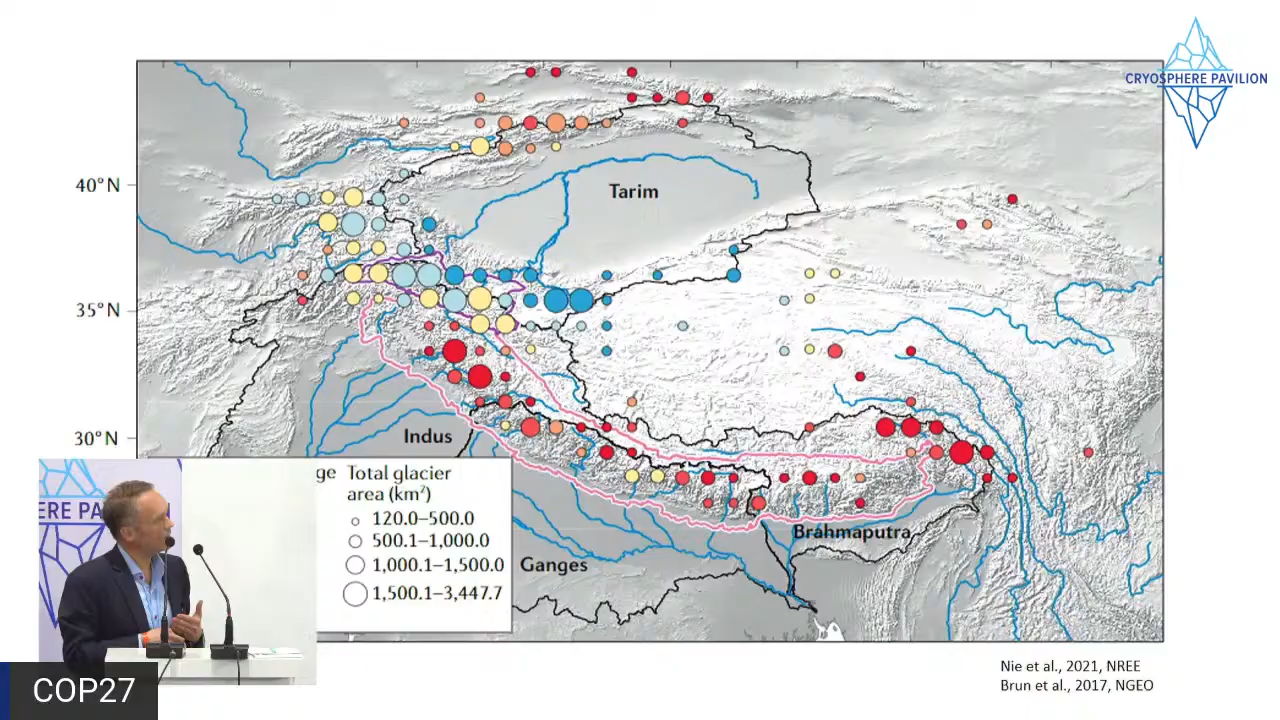 CRYOSPHERE PAVILION
40°N
Tarim
35°N
30°N
Indus
ge
Total glacier
area (km²)
120.0–500.0
500.1–1,000.0
1,000.1–1,500.0
1,500.1–3,447.7
Ganges
Brahmaputra
ERE PA
Nie et al., 2021, NREE
Brun et al., 2017, NGEO
COP27